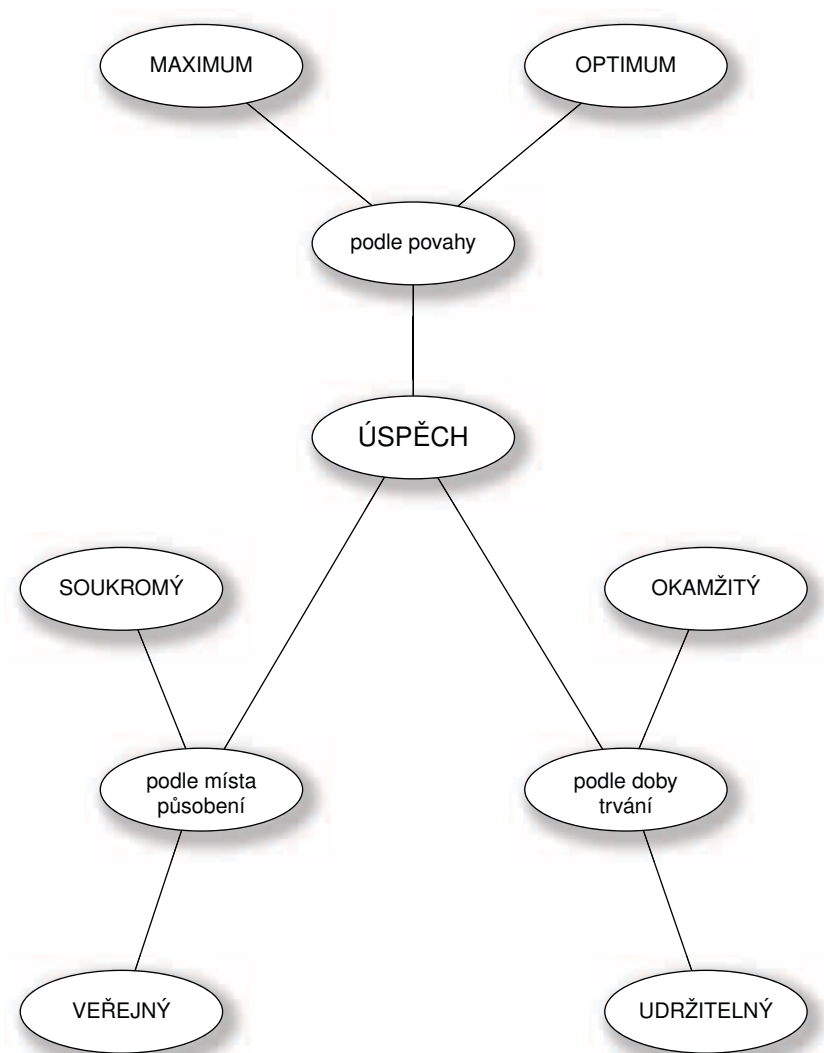 MAXIMUM
OPTIMUM
podle povahy
ÚSPĚCH
SOUKROMÝ
OKAMŽITÝ
podle místa
působení
podle doby
trvání
VEŘEJNÝ
UDRŽITELNÝ